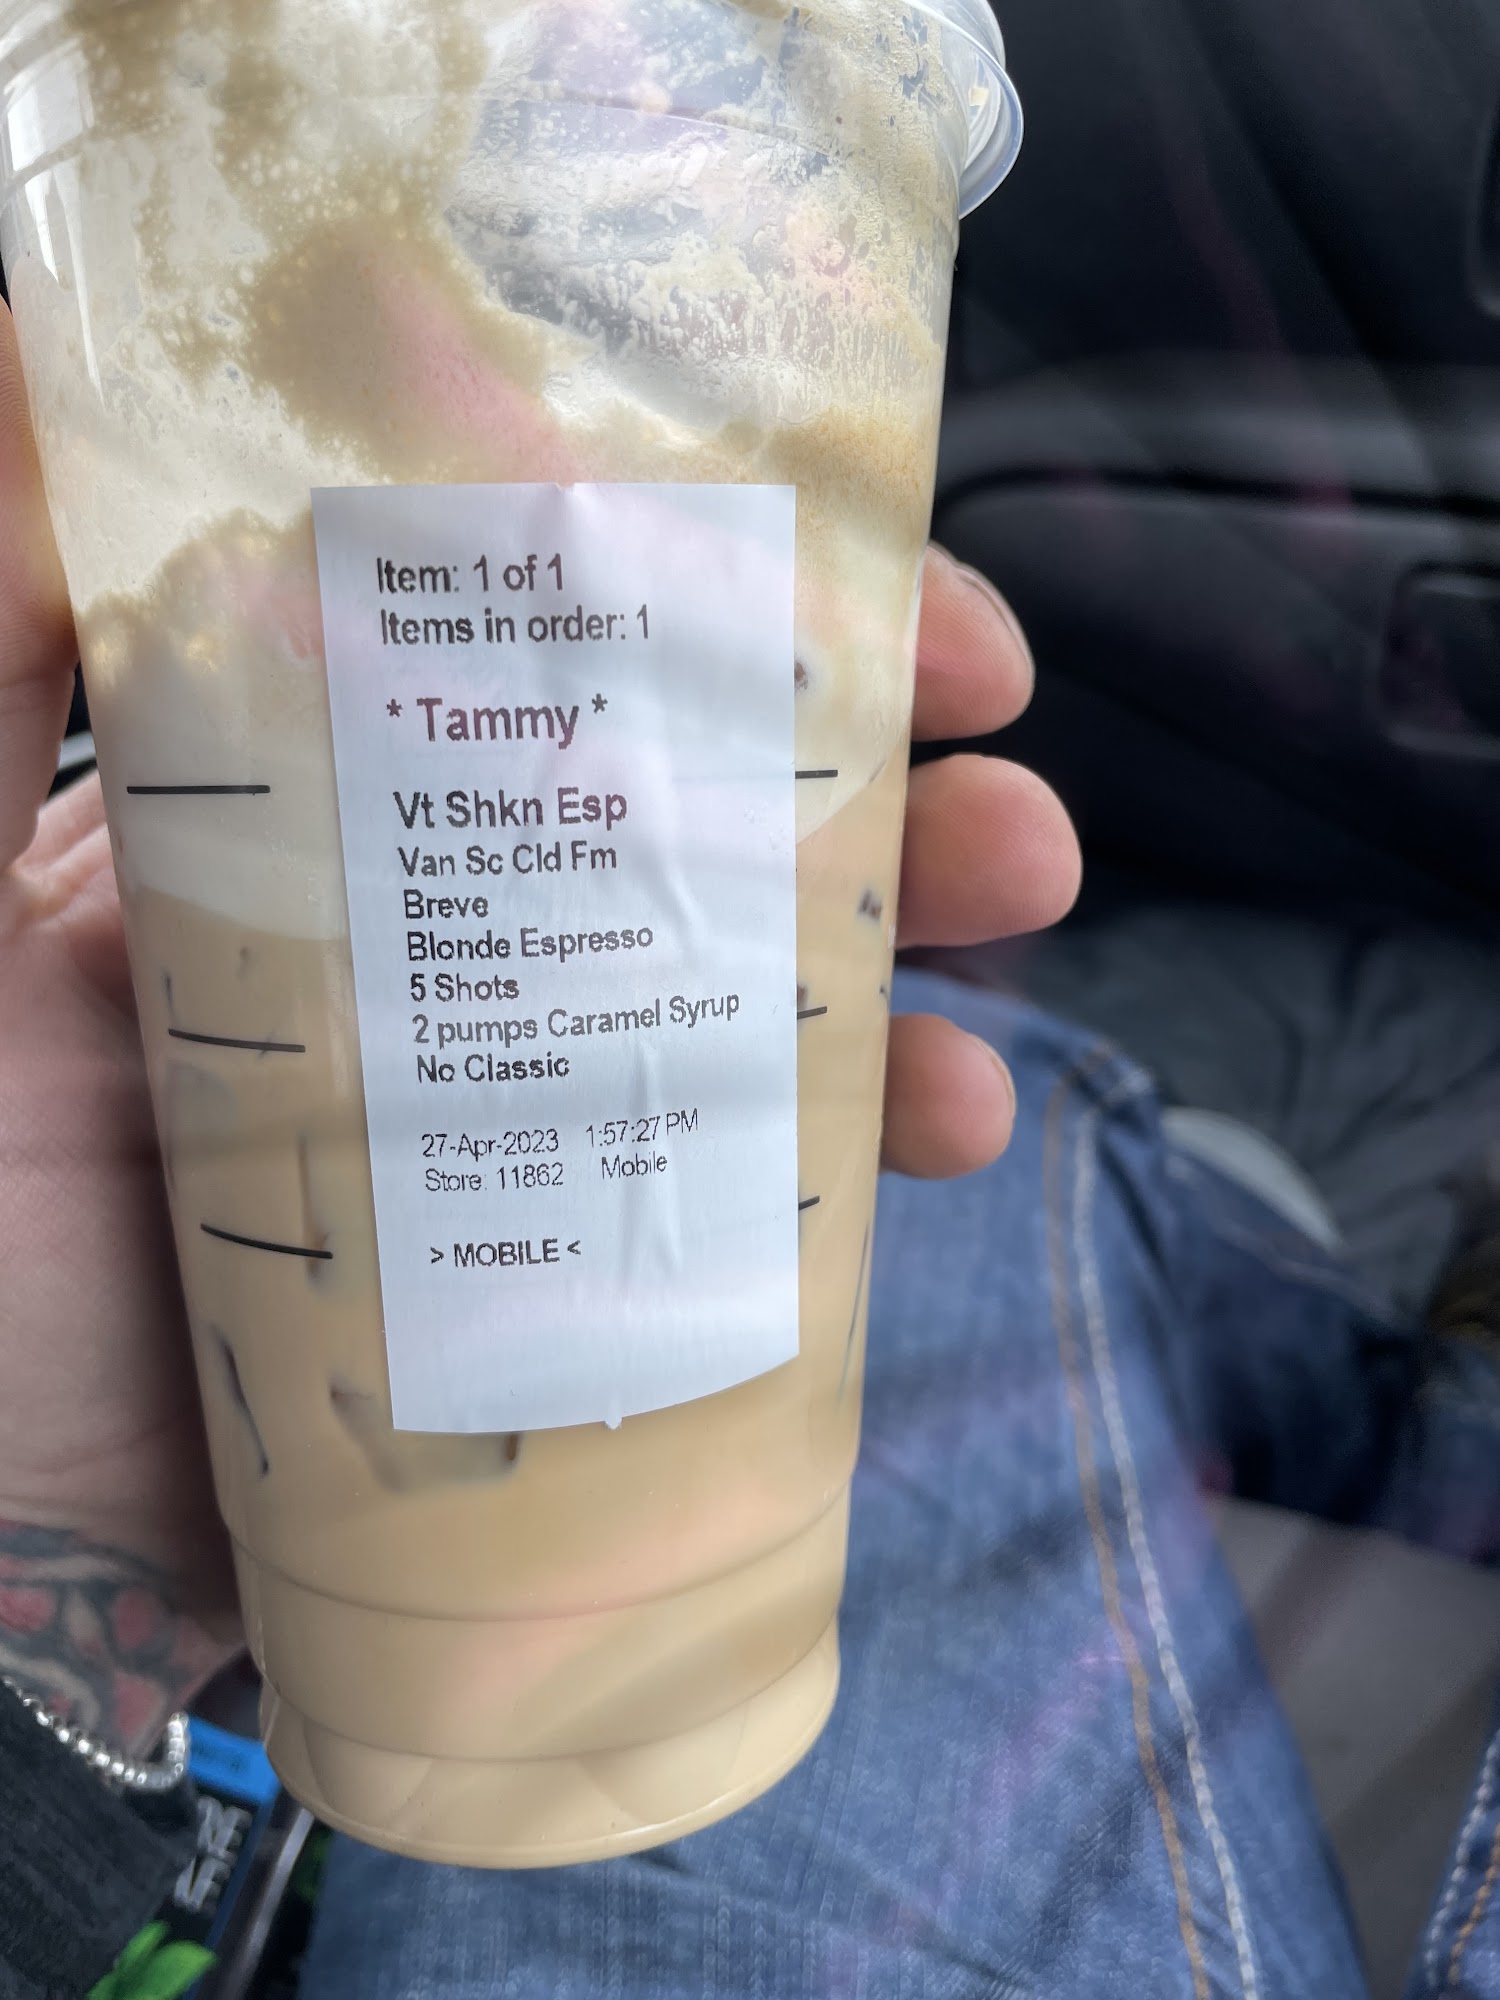 Item: 1 of 1
Items in order: 1
* Tammy *
Vt Shkn Esp
Van Sc Cld Fm
Breve
Blonde Espresso
5 Shots
2 pumps Caramel Syrup
No Classic
27-Apr-2023 1:57:27 PM
Store: 11862 Mobile
> MOBILE <